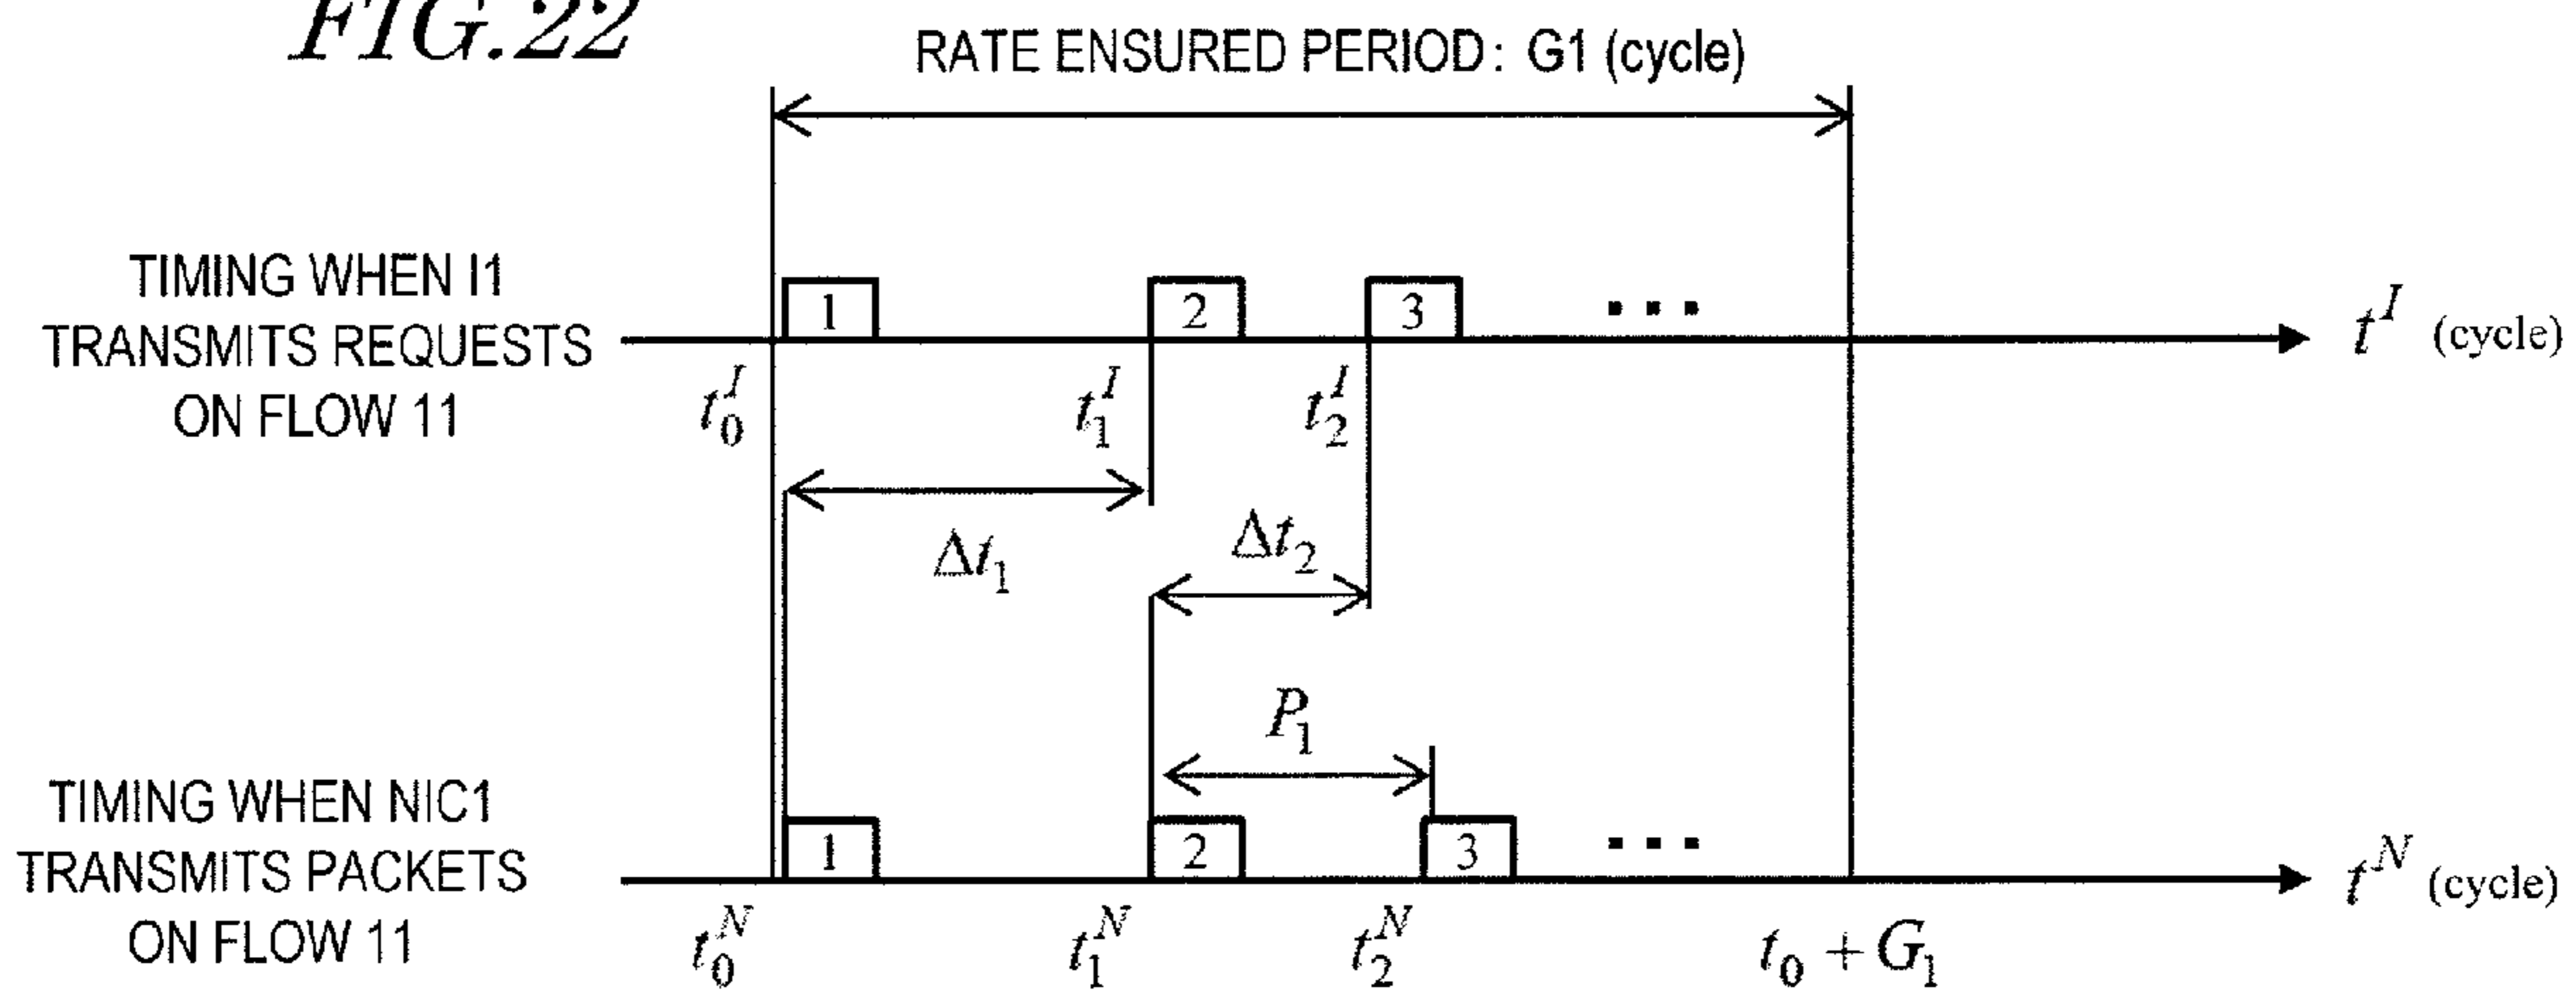 FIG.22
RATE ENSURED PERIOD: G1 (cycle)
TIMING WHEN I1
TRANSMITS REQUESTS
ON FLOW 11
1
2
3
...
t^I (cycle)
t_0^I
t_1^I
t_2^I
Δt_1
Δt_2
P_1
TIMING WHEN NIC1
TRANSMITS PACKETS
ON FLOW 11
1
2
3
...
t^N (cycle)
t_0^N
t_1^N
t_2^N
t_0 + G_1